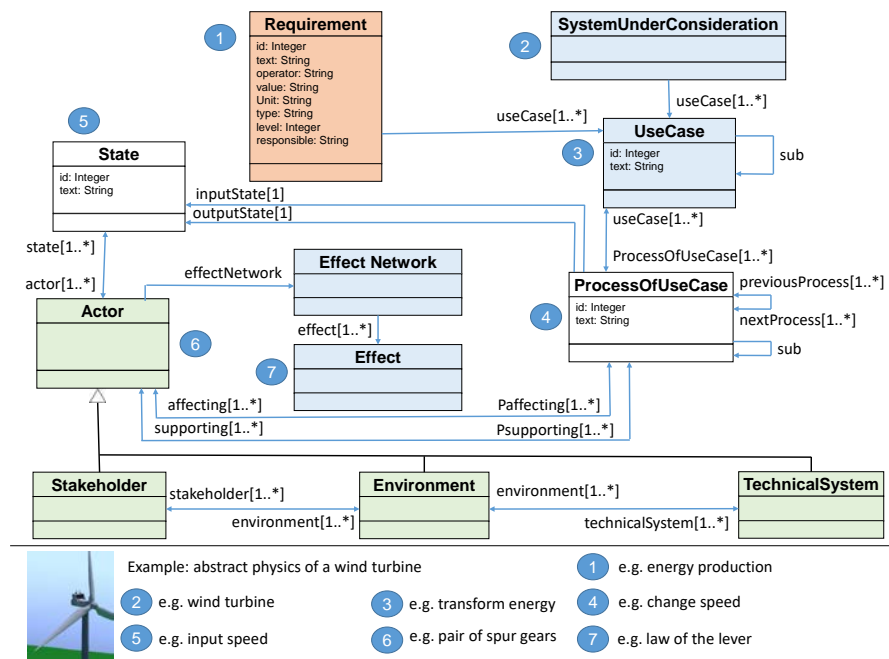 Requirement
1
id: Integer
text: String
operator: String
value: String
Unit: String
type: String
level: Integer
responsible: String
SystemUnderConsideration
2
useCase[1..*]
useCase[1..*]
UseCase
3
id: Integer
text: String
sub
5
State
id: Integer
text: String
inputState[1]
outputState[1]
useCase[1..*]
ProcessOfUseCase[1..*]
state[1..*]
actor[1..*]
effectNetwork
Effect Network
effect[1..*]
Effect
7
Actor
6
ProcessOfUseCase
4
id: Integer
text: String
previousProcess[1..*]
nextProcess[1..*]
sub
affecting[1..*]
Paffecting[1..*]
supporting[1..*]
Psupporting[1..*]
Stakeholder
stakeholder[1..*]
environment[1..*]
Environment
environment[1..*]
technicalSystem[1..*]
TechnicalSystem
Example: abstract physics of a wind turbine
1 e.g. energy production
2 e.g. wind turbine
3 e.g. transform energy
4 e.g. change speed
5 e.g. input speed
6 e.g. pair of spur gears
7 e.g. law of the lever